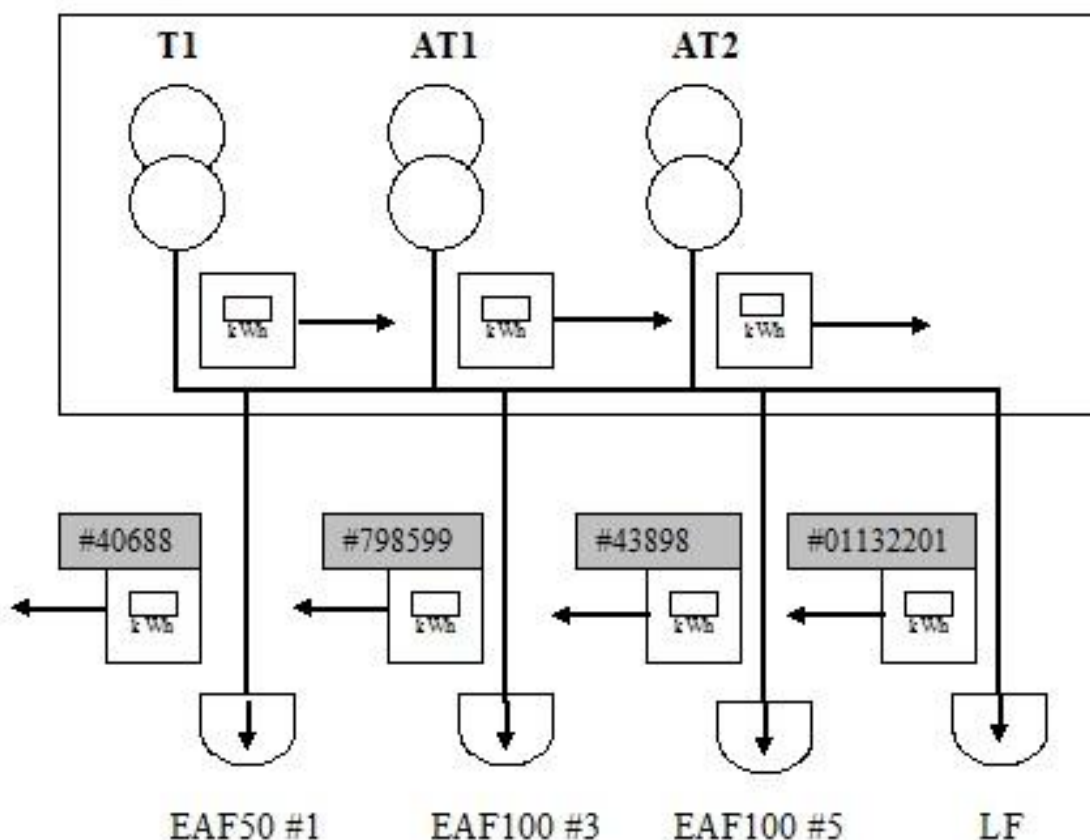 T1 AT1 AT2
kWh kWh kWh
#40688 #798599 #43898 #01132201
kWh kWh kWh kWh
EAF50 #1 EAF100 #3 EAF100 #5 LF